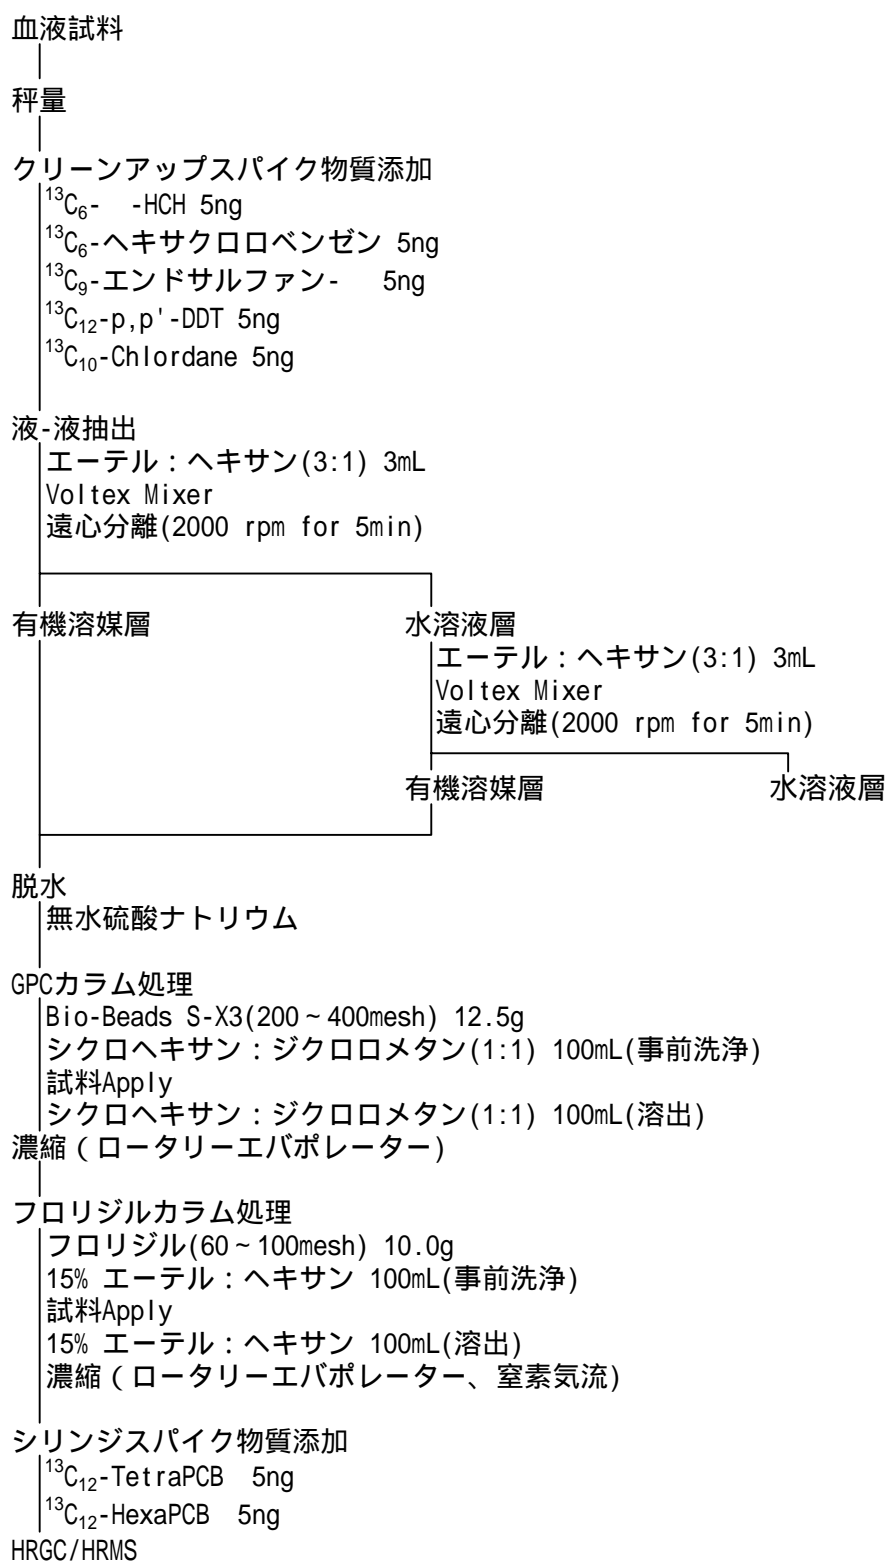 血液試料
秤量
クリーンアップスパイク物質添加
¹³C₆-   -HCH 5ng
¹³C₆-ヘキサクロロベンゼン 5ng
¹³C₉-エンドサルファン-   5ng
¹³C₁₂-p,p'-DDT 5ng
¹³C₁₀-Chlordane 5ng
液-液抽出
エーテル：ヘキサン(3:1) 3mL
Voltex Mixer
遠心分離(2000 rpm for 5min)
有機溶媒層
水溶液層
エーテル：ヘキサン(3:1) 3mL
Voltex Mixer
遠心分離(2000 rpm for 5min)
有機溶媒層
水溶液層
脱水
無水硫酸ナトリウム
GPCカラム処理
Bio-Beads S-X3(200～400mesh) 12.5g
シクロヘキサン：ジクロロメタン(1:1) 100mL(事前洗浄)
試料Apply
シクロヘキサン：ジクロロメタン(1:1) 100mL(溶出)
濃縮（ロータリーエバポレーター)
フロリジルカラム処理
フロリジル(60～100mesh) 10.0g
15% エーテル：ヘキサン 100mL(事前洗浄)
試料Apply
15% エーテル：ヘキサン 100mL(溶出)
濃縮（ロータリーエバポレーター、窒素気流)
シリンジスパイク物質添加
¹³C₁₂-TetraPCB  5ng
¹³C₁₂-HexaPCB  5ng
HRGC/HRMS